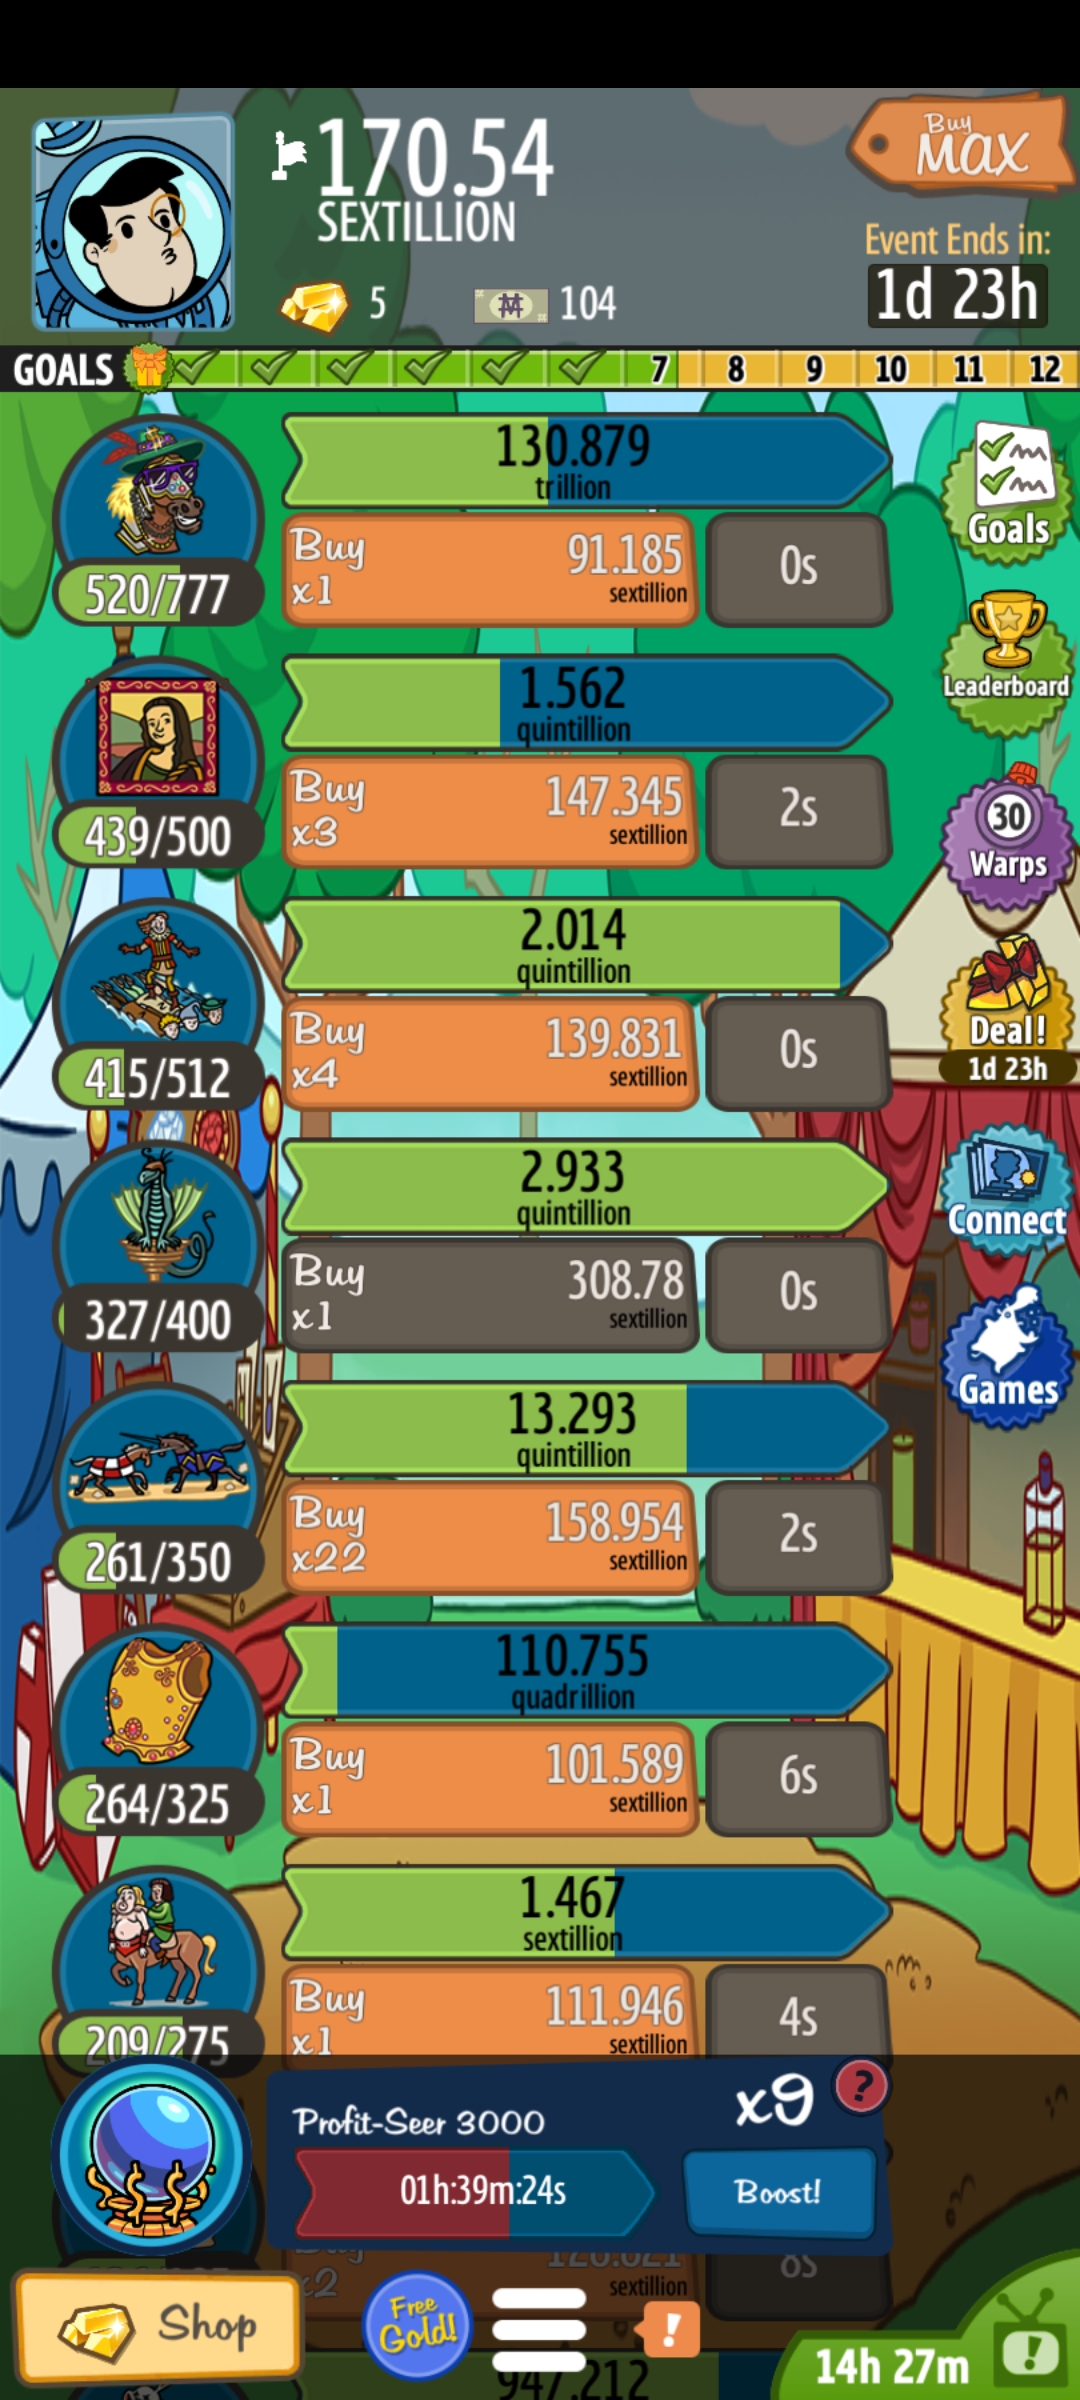 170.54
SEXTILLION
Buy
MAX
5
104
Event Ends in:
1d 23h
GOALS
7 8 9 10 11 12
130.879
trillion
Buy
x1
91.185
sextillion
0s
520/777
Goals
Leaderboard
1.562
quintillion
Buy
x3
147.345
sextillion
2s
439/500
30
Warps
2.014
quintillion
Buy
x4
139.831
sextillion
0s
415/512
Deal!
1d 23h
2.933
quintillion
Buy
x1
308.78
sextillion
0s
327/400
Connect
Games
13.293
quintillion
Buy
x22
158.954
sextillion
2s
261/350
110.755
quadrillion
Buy
x1
101.589
sextillion
6s
264/325
1.467
sextillion
Buy
x1
111.946
sextillion
4s
209/275
Profit-Seer 3000
x9
?
01h:39m:24s
Boost!
Buy
x2
sextillion
8s
Shop
Free
Gold!
!
14h 27m
!
947.212